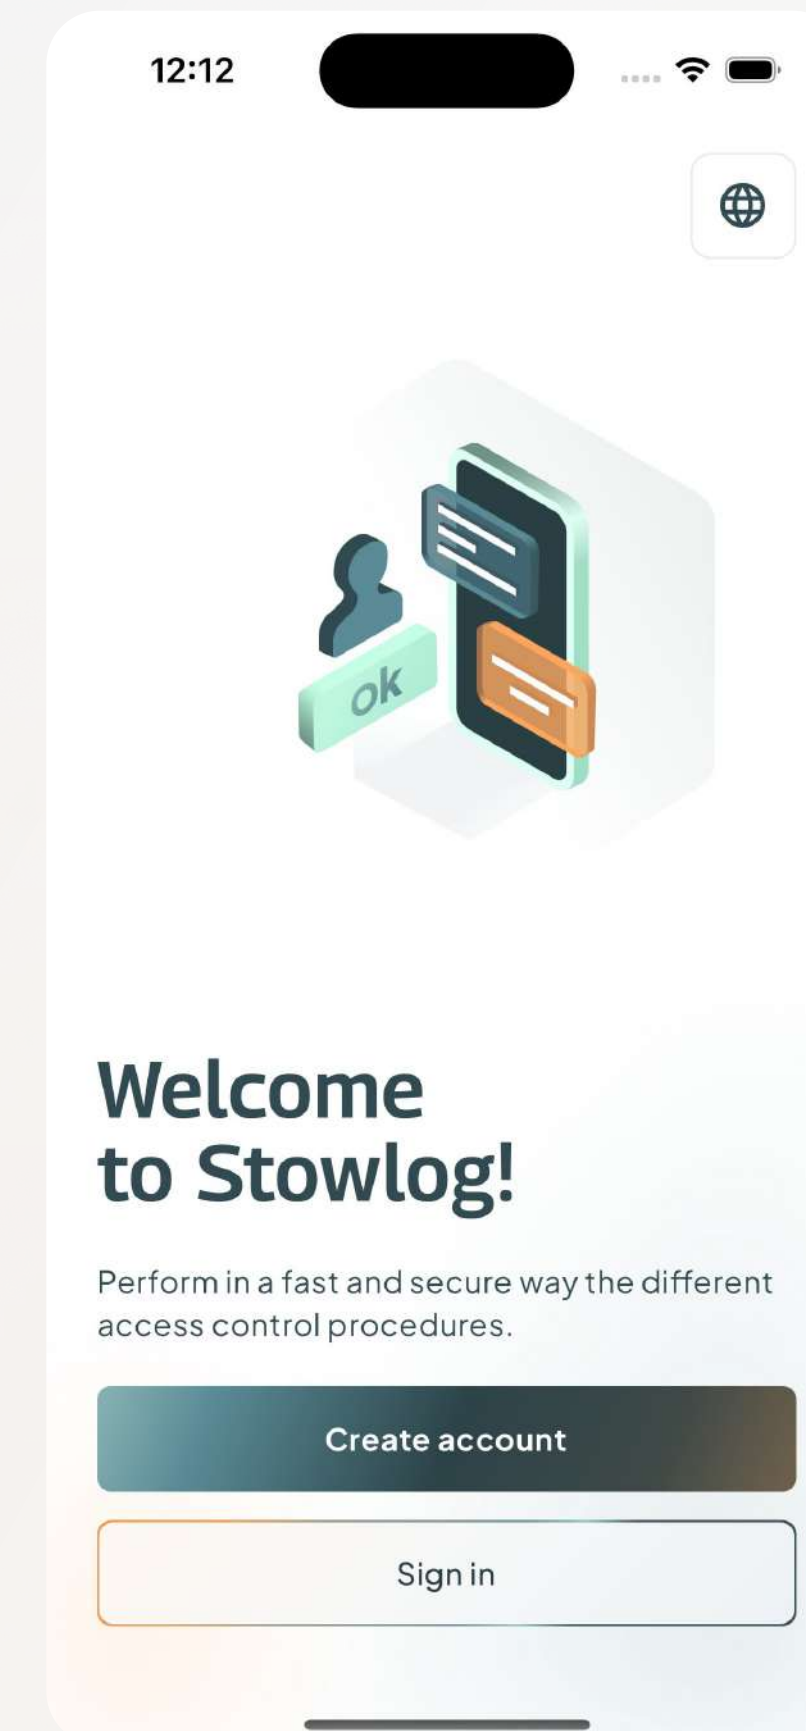 12:12
ok
Welcome
to Stowlog!
Perform in a fast and secure way the different
access control procedures.
Create account
Sign in